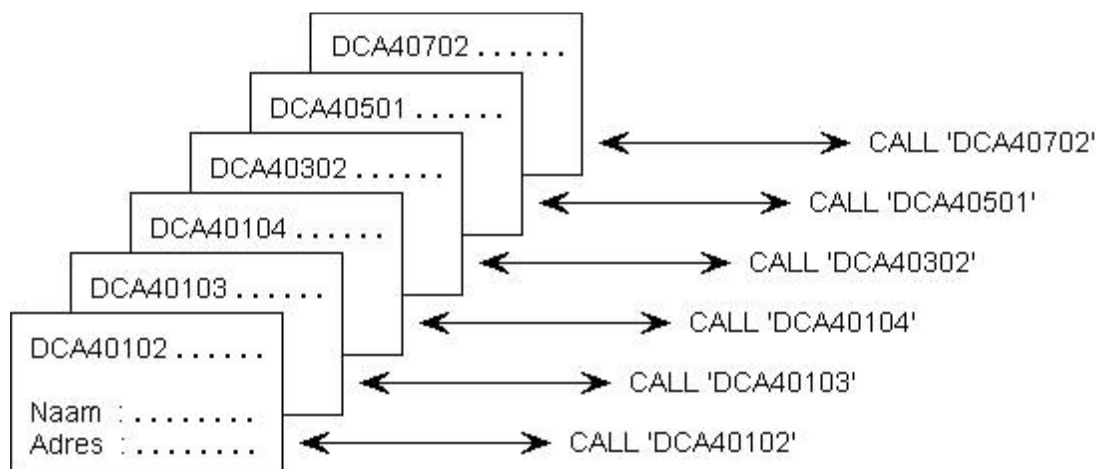 DCA40702 . . . . . .
DCA40501 . . . . . .
CALL 'DCA40702'
DCA40302 . . . . . .
CALL 'DCA40501'
DCA40104 . . . . . .
CALL 'DCA40302'
DCA40103 . . . . . .
CALL 'DCA40104'
DCA40102 . . . . . .
CALL 'DCA40103'
Naam : . . . . . . . .
Adres : . . . . . . . .
CALL 'DCA40102'